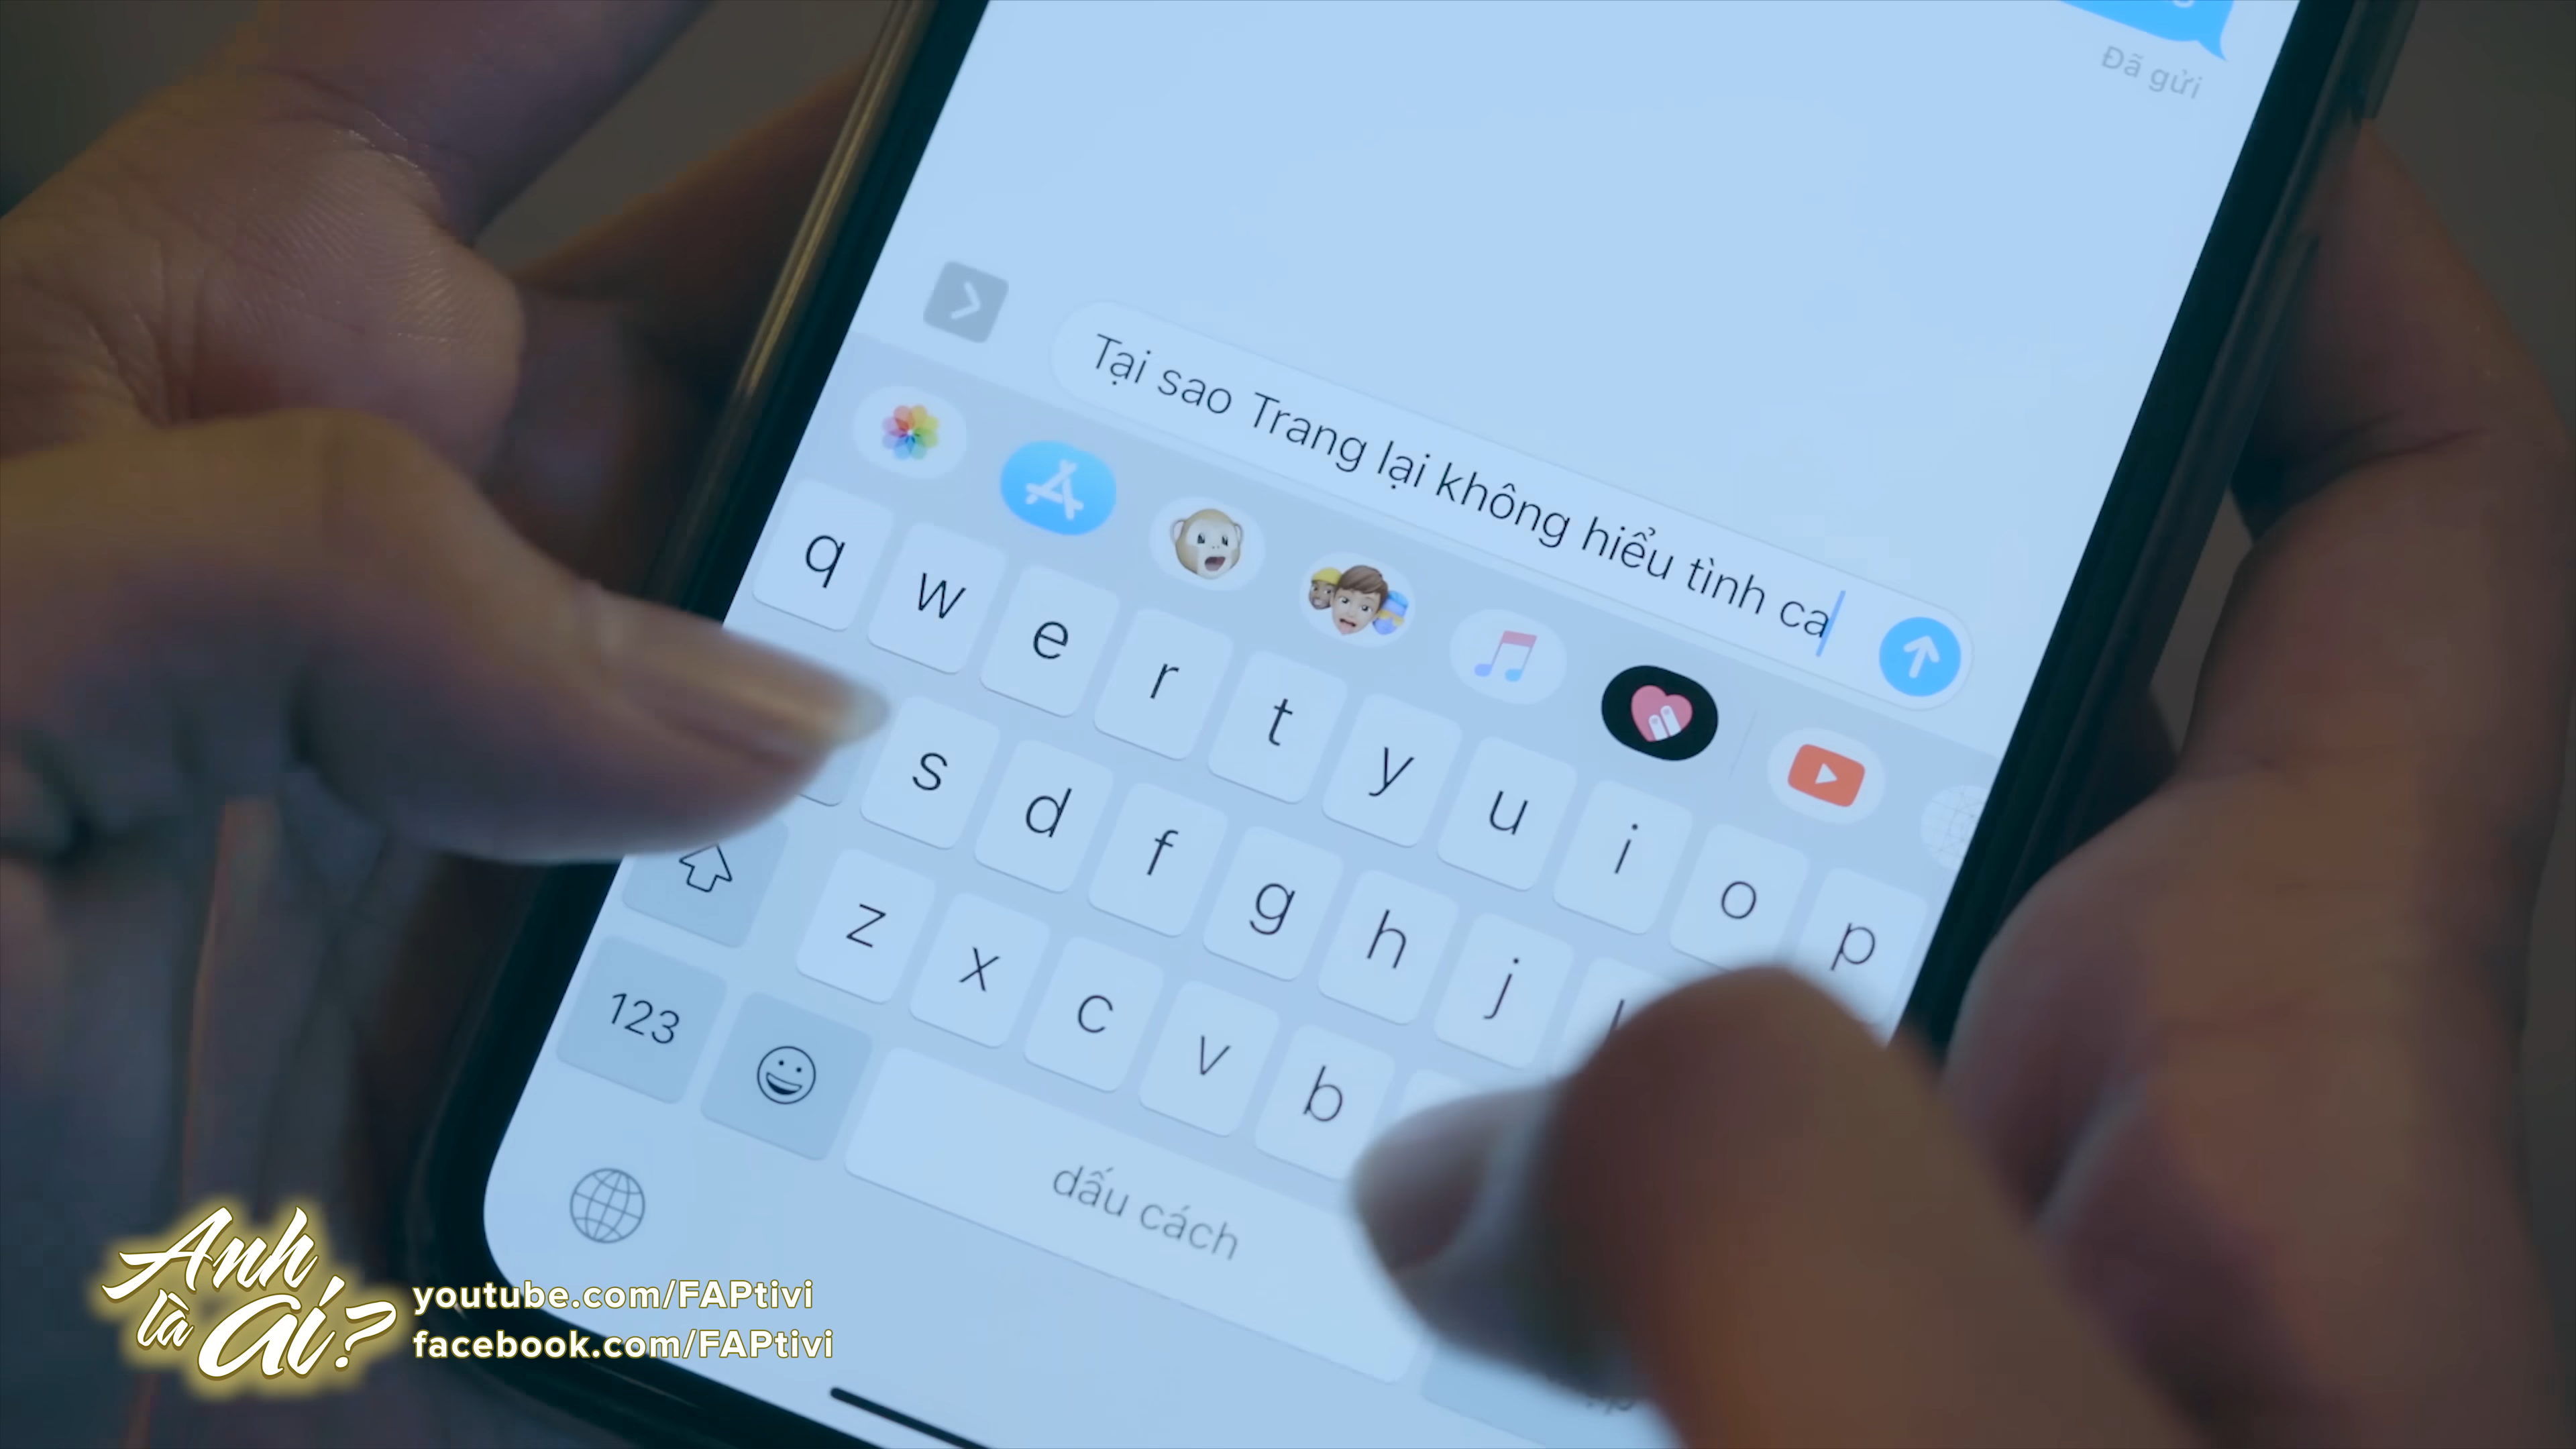 Đã gửi
Tại sao Trang lại không hiểu tình ca
q w e r t y u i o p
s d f g h j
z x c v b
123
dấu cách
Anh
là ai?
youtube.com/FAPtivi
facebook.com/FAPtivi